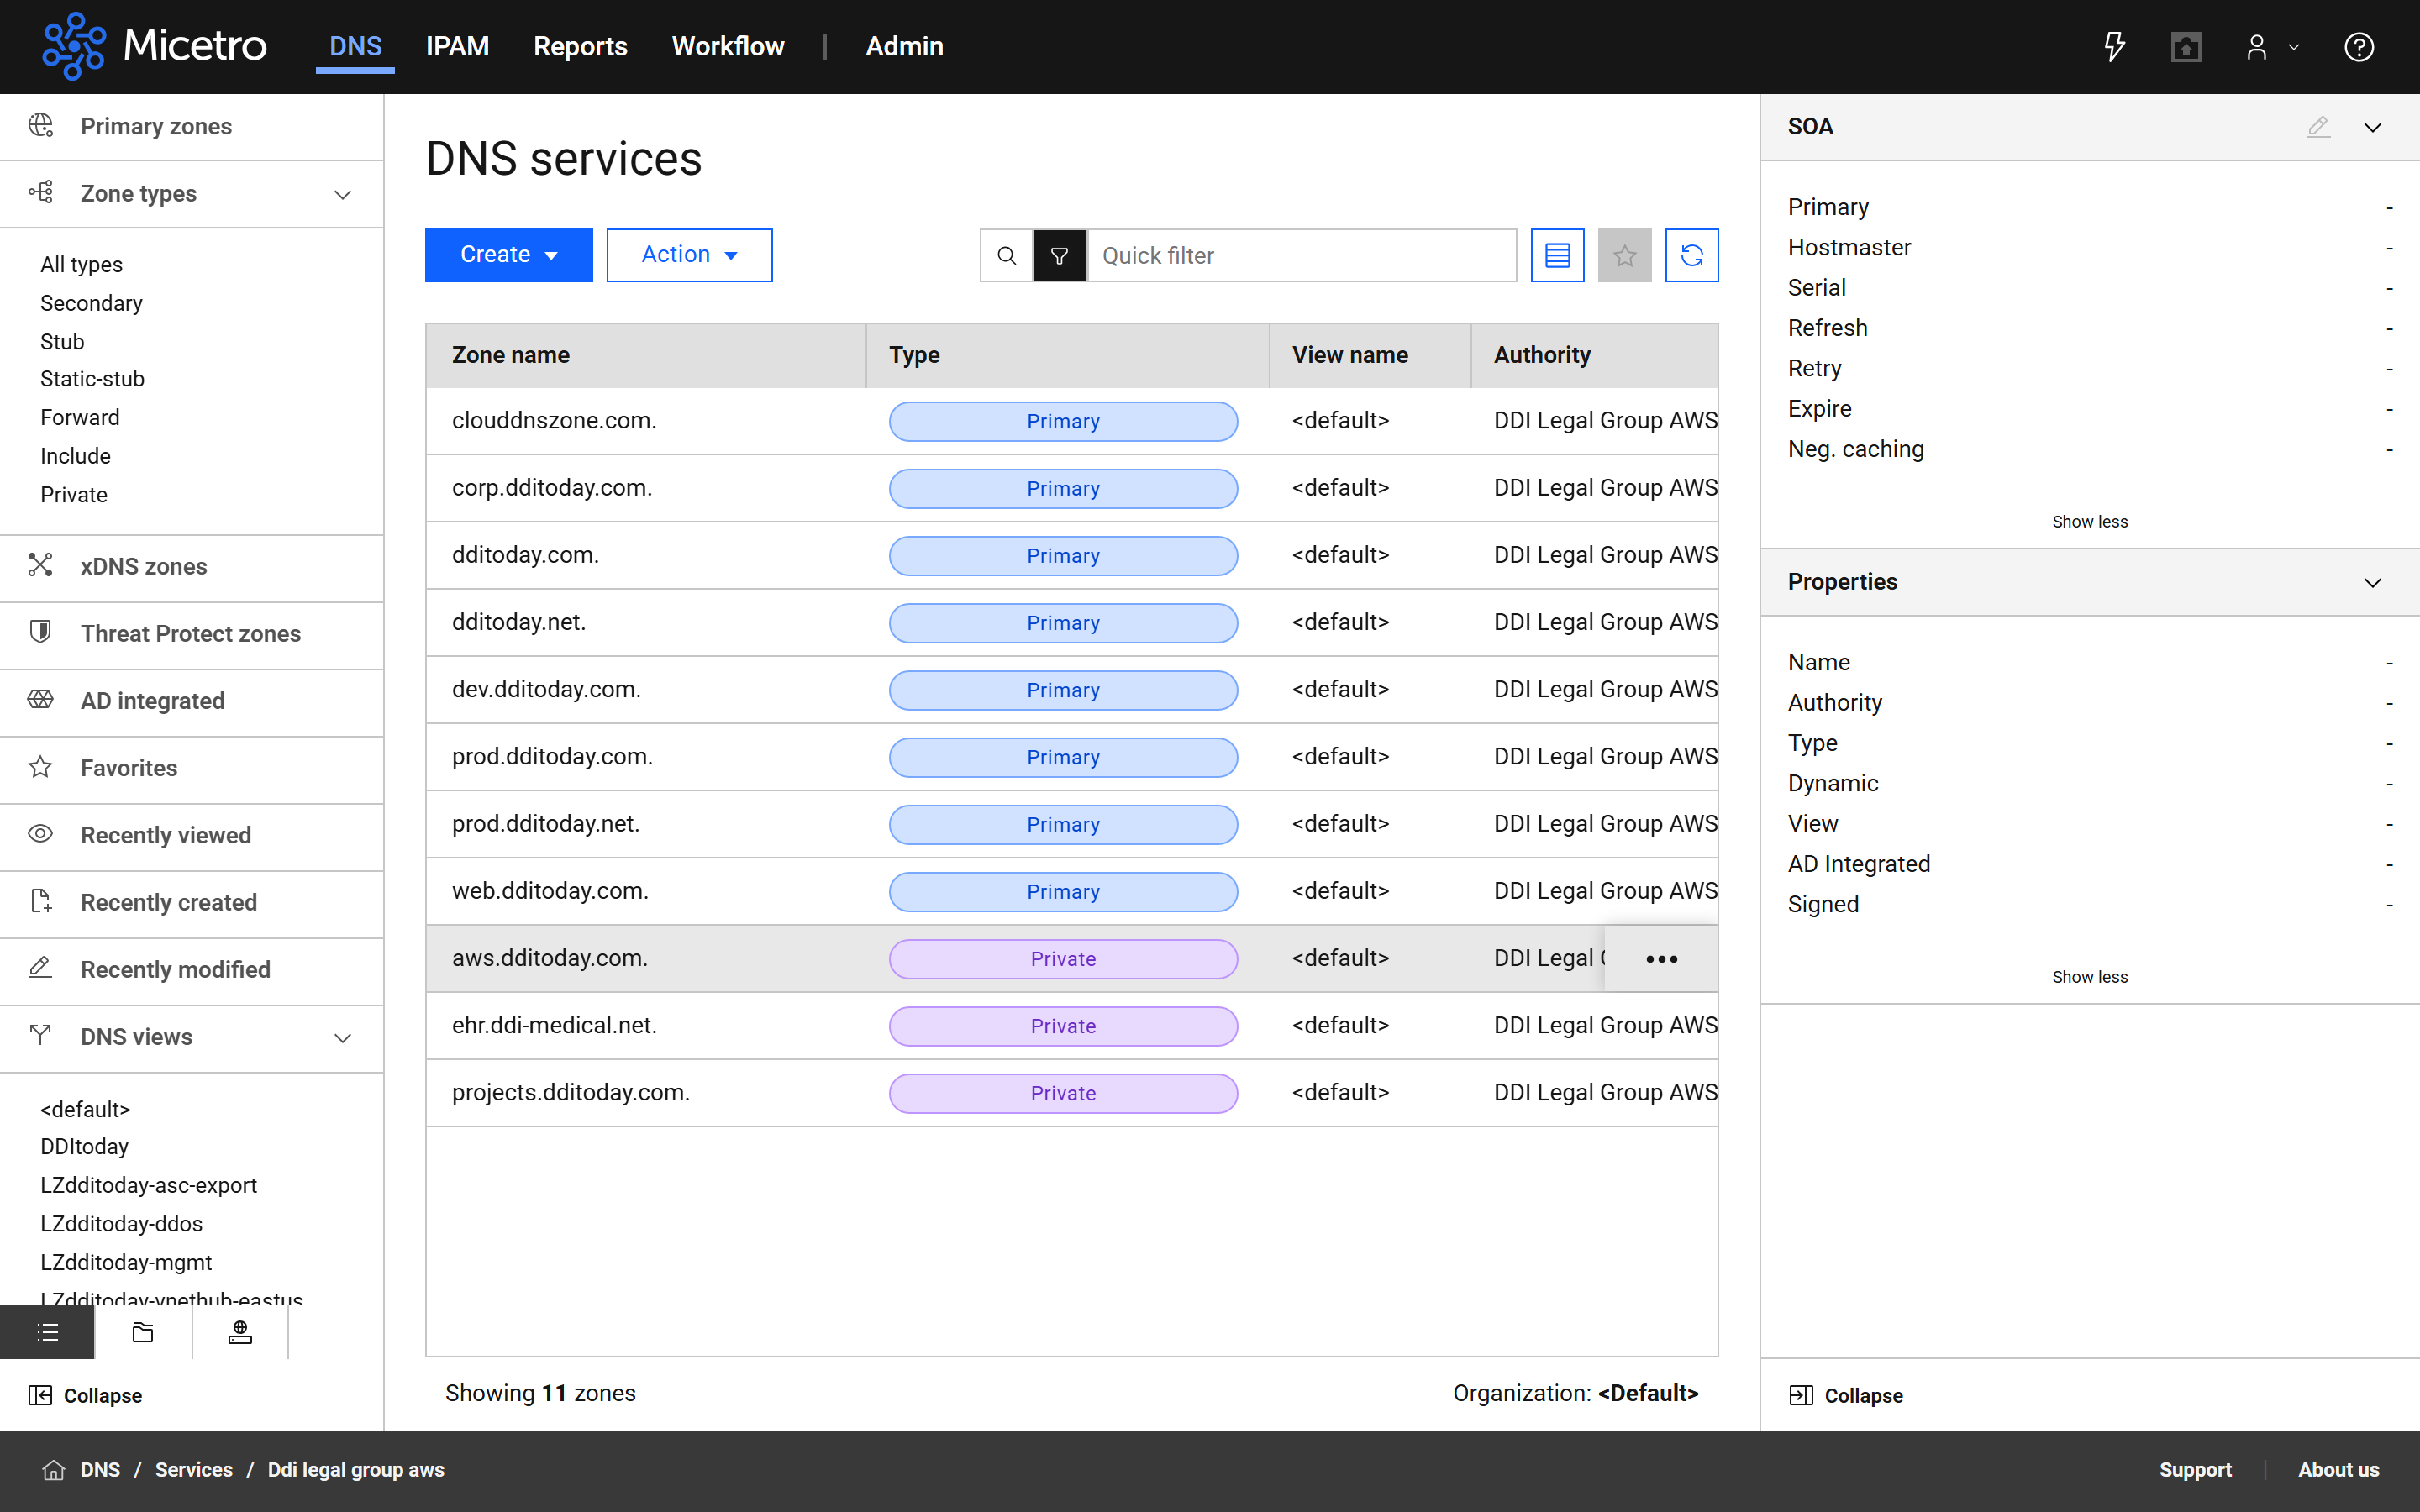 Micetro
DNS IPAM Reports Workflow | Admin
Primary zones
Zone types
All types
Secondary
Stub
Static-stub
Forward
Include
Private
xDNS zones
Threat Protect zones
AD integrated
Favorites
Recently viewed
Recently created
Recently modified
DNS views
<default>
DDItoday
LZdditoday-asc-export
LZdditoday-ddos
LZdditoday-mgmt
LZdditoday-vnethub-eastus
Collapse
DNS services
Create Action Quick filter
Zone name Type View name Authority
clouddnszone.com. Primary <default> DDI Legal Group AWS
corp.dditoday.com. Primary <default> DDI Legal Group AWS
dditoday.com. Primary <default> DDI Legal Group AWS
dditoday.net. Primary <default> DDI Legal Group AWS
dev.dditoday.com. Primary <default> DDI Legal Group AWS
prod.dditoday.com. Primary <default> DDI Legal Group AWS
prod.dditoday.net. Primary <default> DDI Legal Group AWS
web.dditoday.com. Primary <default> DDI Legal Group AWS
aws.dditoday.com. Private <default> DDI Legal
ehr.ddi-medical.net. Private <default> DDI Legal Group AWS
projects.dditoday.com. Private <default> DDI Legal Group AWS
Showing 11 zones Organization: <Default>
SOA
Primary -
Hostmaster -
Serial -
Refresh -
Retry -
Expire -
Neg. caching -
Show less
Properties
Name -
Authority -
Type -
Dynamic -
View -
AD Integrated -
Signed -
Show less
Collapse
DNS / Services / Ddi legal group aws
Support | About us